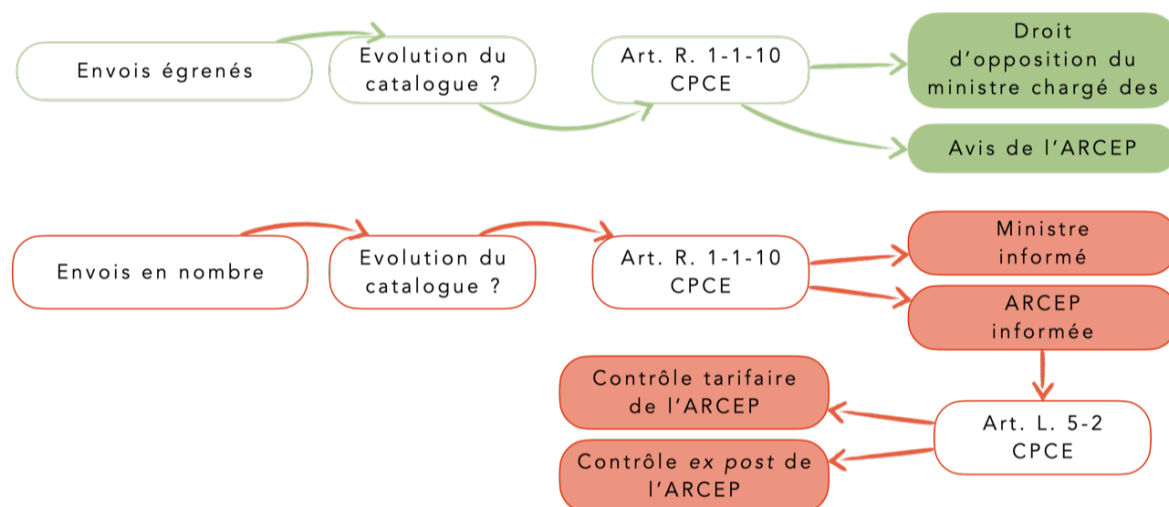 Envois égrenés
Evolution du
catalogue ?
Art. R. 1-1-10
CPCE
Droit
d'opposition du
ministre chargé des
Avis de l'ARCEP
Envois en nombre
Evolution du
catalogue ?
Art. R. 1-1-10
CPCE
Ministre
informé
ARCEP
informée
Contrôle tarifaire
de l'ARCEP
Art. L. 5-2
CPCE
Contrôle ex post de
l'ARCEP